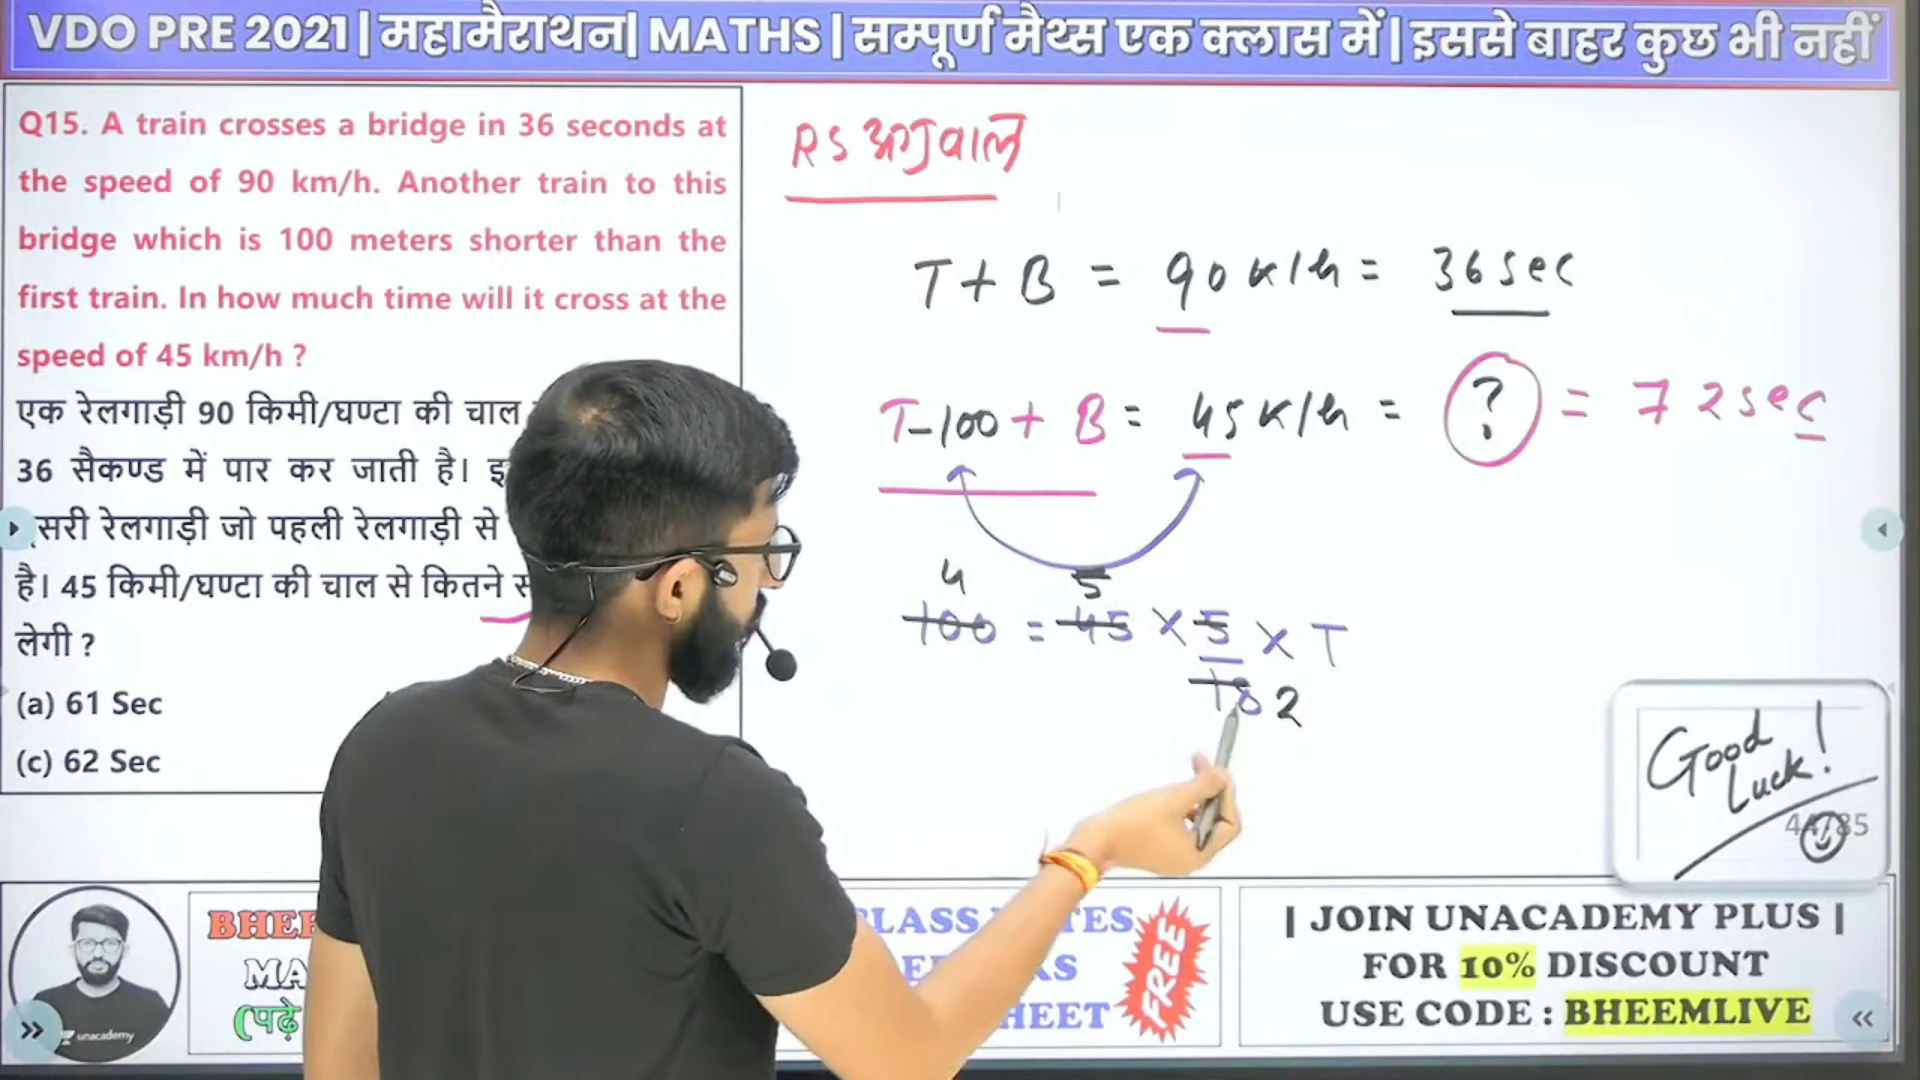 VDO PRE 2021 | महामैराथन| MATHS | सम्पूर्ण मैथ्स एक क्लास में| इससे बाहर कुछ भी नहीं
Q15. A train crosses a bridge in 36 seconds at
the speed of 90 km/h. Another train to this
bridge which is 100 meters shorter than the
first train. In how much time will it cross at the
speed of 45 km/h ?
एक रेलगाड़ी 90 किमी/घण्टा की चाल
36 सैकण्ड में पार कर जाती है।
रेलगाड़ी जो पहली रेलगाड़ी से
है। 45 किमी/घण्टा की चाल से कितने
लेगी ?
(a) 61 Sec
(c) 62 Sec
RS अग्रवाल
T + B = 90 K/h = 36 sec
T-100 + B = 45 K/h = ? = 72 sec
4 5
100 = 45 × 5 × T
18 2
Good
Luck!
44/85
unacademy
FREE
| JOIN UNACADEMY PLUS |
FOR 10% DISCOUNT
USE CODE : BHEEMLIVE